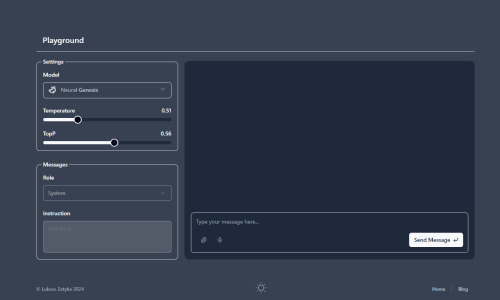 Playground
Settings
Model
Neural Genesis
Temperature 0.51
TopP 0.56
Messages
Role
System
Instruction
Type your message here...
Send Message
© Lukasz Zatyka 2024
Home Blog